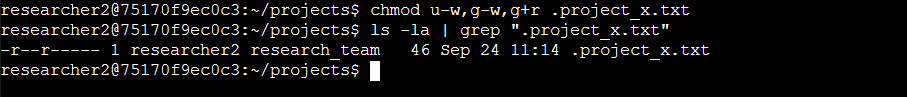 researcher2@75170f9ec0c3:~/projects$ chmod u-w,g-w,g+r .project_x.txt
researcher2@75170f9ec0c3:~/projects$ ls -la | grep ".project_x.txt"
-r--r----- 1 researcher2 research_team   46 Sep 24 11:14 .project_x.txt
researcher2@75170f9ec0c3:~/projects$